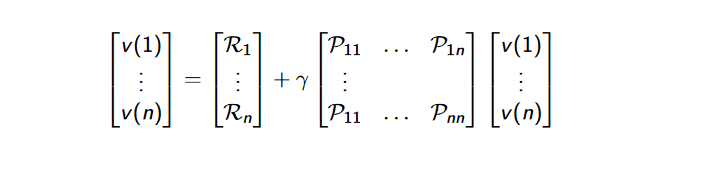 v(1) R1 P11 … P1n v(1)
⋮ = ⋮ + γ ⋮ ⋮
v(n) Rn P11 … Pnn v(n)